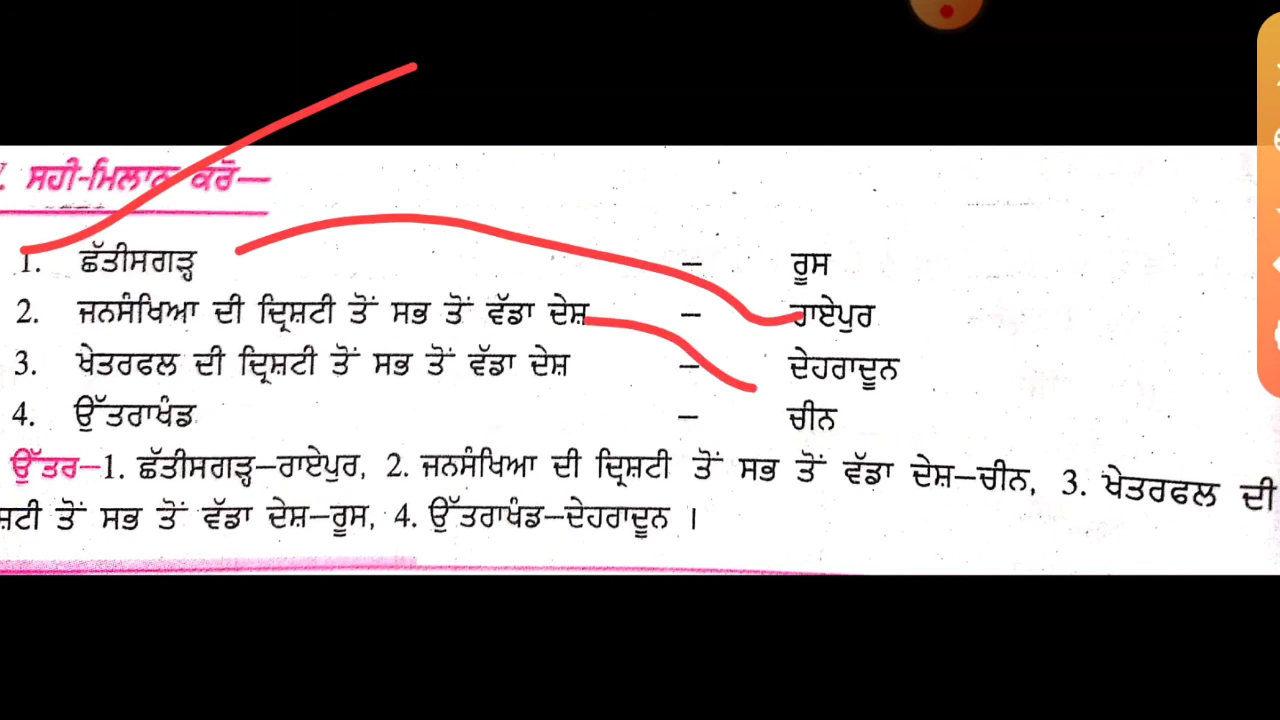 ਸਹੀ-ਮਿਲਾਨ ਕਰੋ—
1. ਛੱਤੀਸਗੜ੍ਹ – ਰੂਸ
2. ਜਨਸੰਖਿਆ ਦੀ ਦ੍ਰਿਸ਼ਟੀ ਤੋਂ ਸਭ ਤੋਂ ਵੱਡਾ ਦੇਸ਼ – ਰਾਏਪੁਰ
3. ਖੇਤਰਫਲ ਦੀ ਦ੍ਰਿਸ਼ਟੀ ਤੋਂ ਸਭ ਤੋਂ ਵੱਡਾ ਦੇਸ਼ – ਦੇਹਰਾਦੂਨ
4. ਉੱਤਰਾਖੰਡ – ਚੀਨ
ਉੱਤਰ–1. ਛੱਤੀਸਗੜ੍ਹ–ਰਾਏਪੁਰ, 2. ਜਨਸੰਖਿਆ ਦੀ ਦ੍ਰਿਸ਼ਟੀ ਤੋਂ ਸਭ ਤੋਂ ਵੱਡਾ ਦੇਸ਼–ਚੀਨ, 3. ਖੇਤਰਫਲ ਦੀ
ਸ਼ਟੀ ਤੋਂ ਸਭ ਤੋਂ ਵੱਡਾ ਦੇਸ਼–ਰੂਸ, 4. ਉੱਤਰਾਖੰਡ–ਦੇਹਰਾਦੂਨ ।